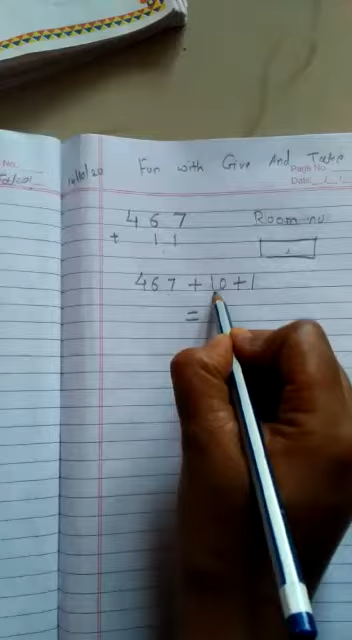 Fun with Give And Take
Page No.
Date
467 Room no
+ 11
467 + 10 + 1
=